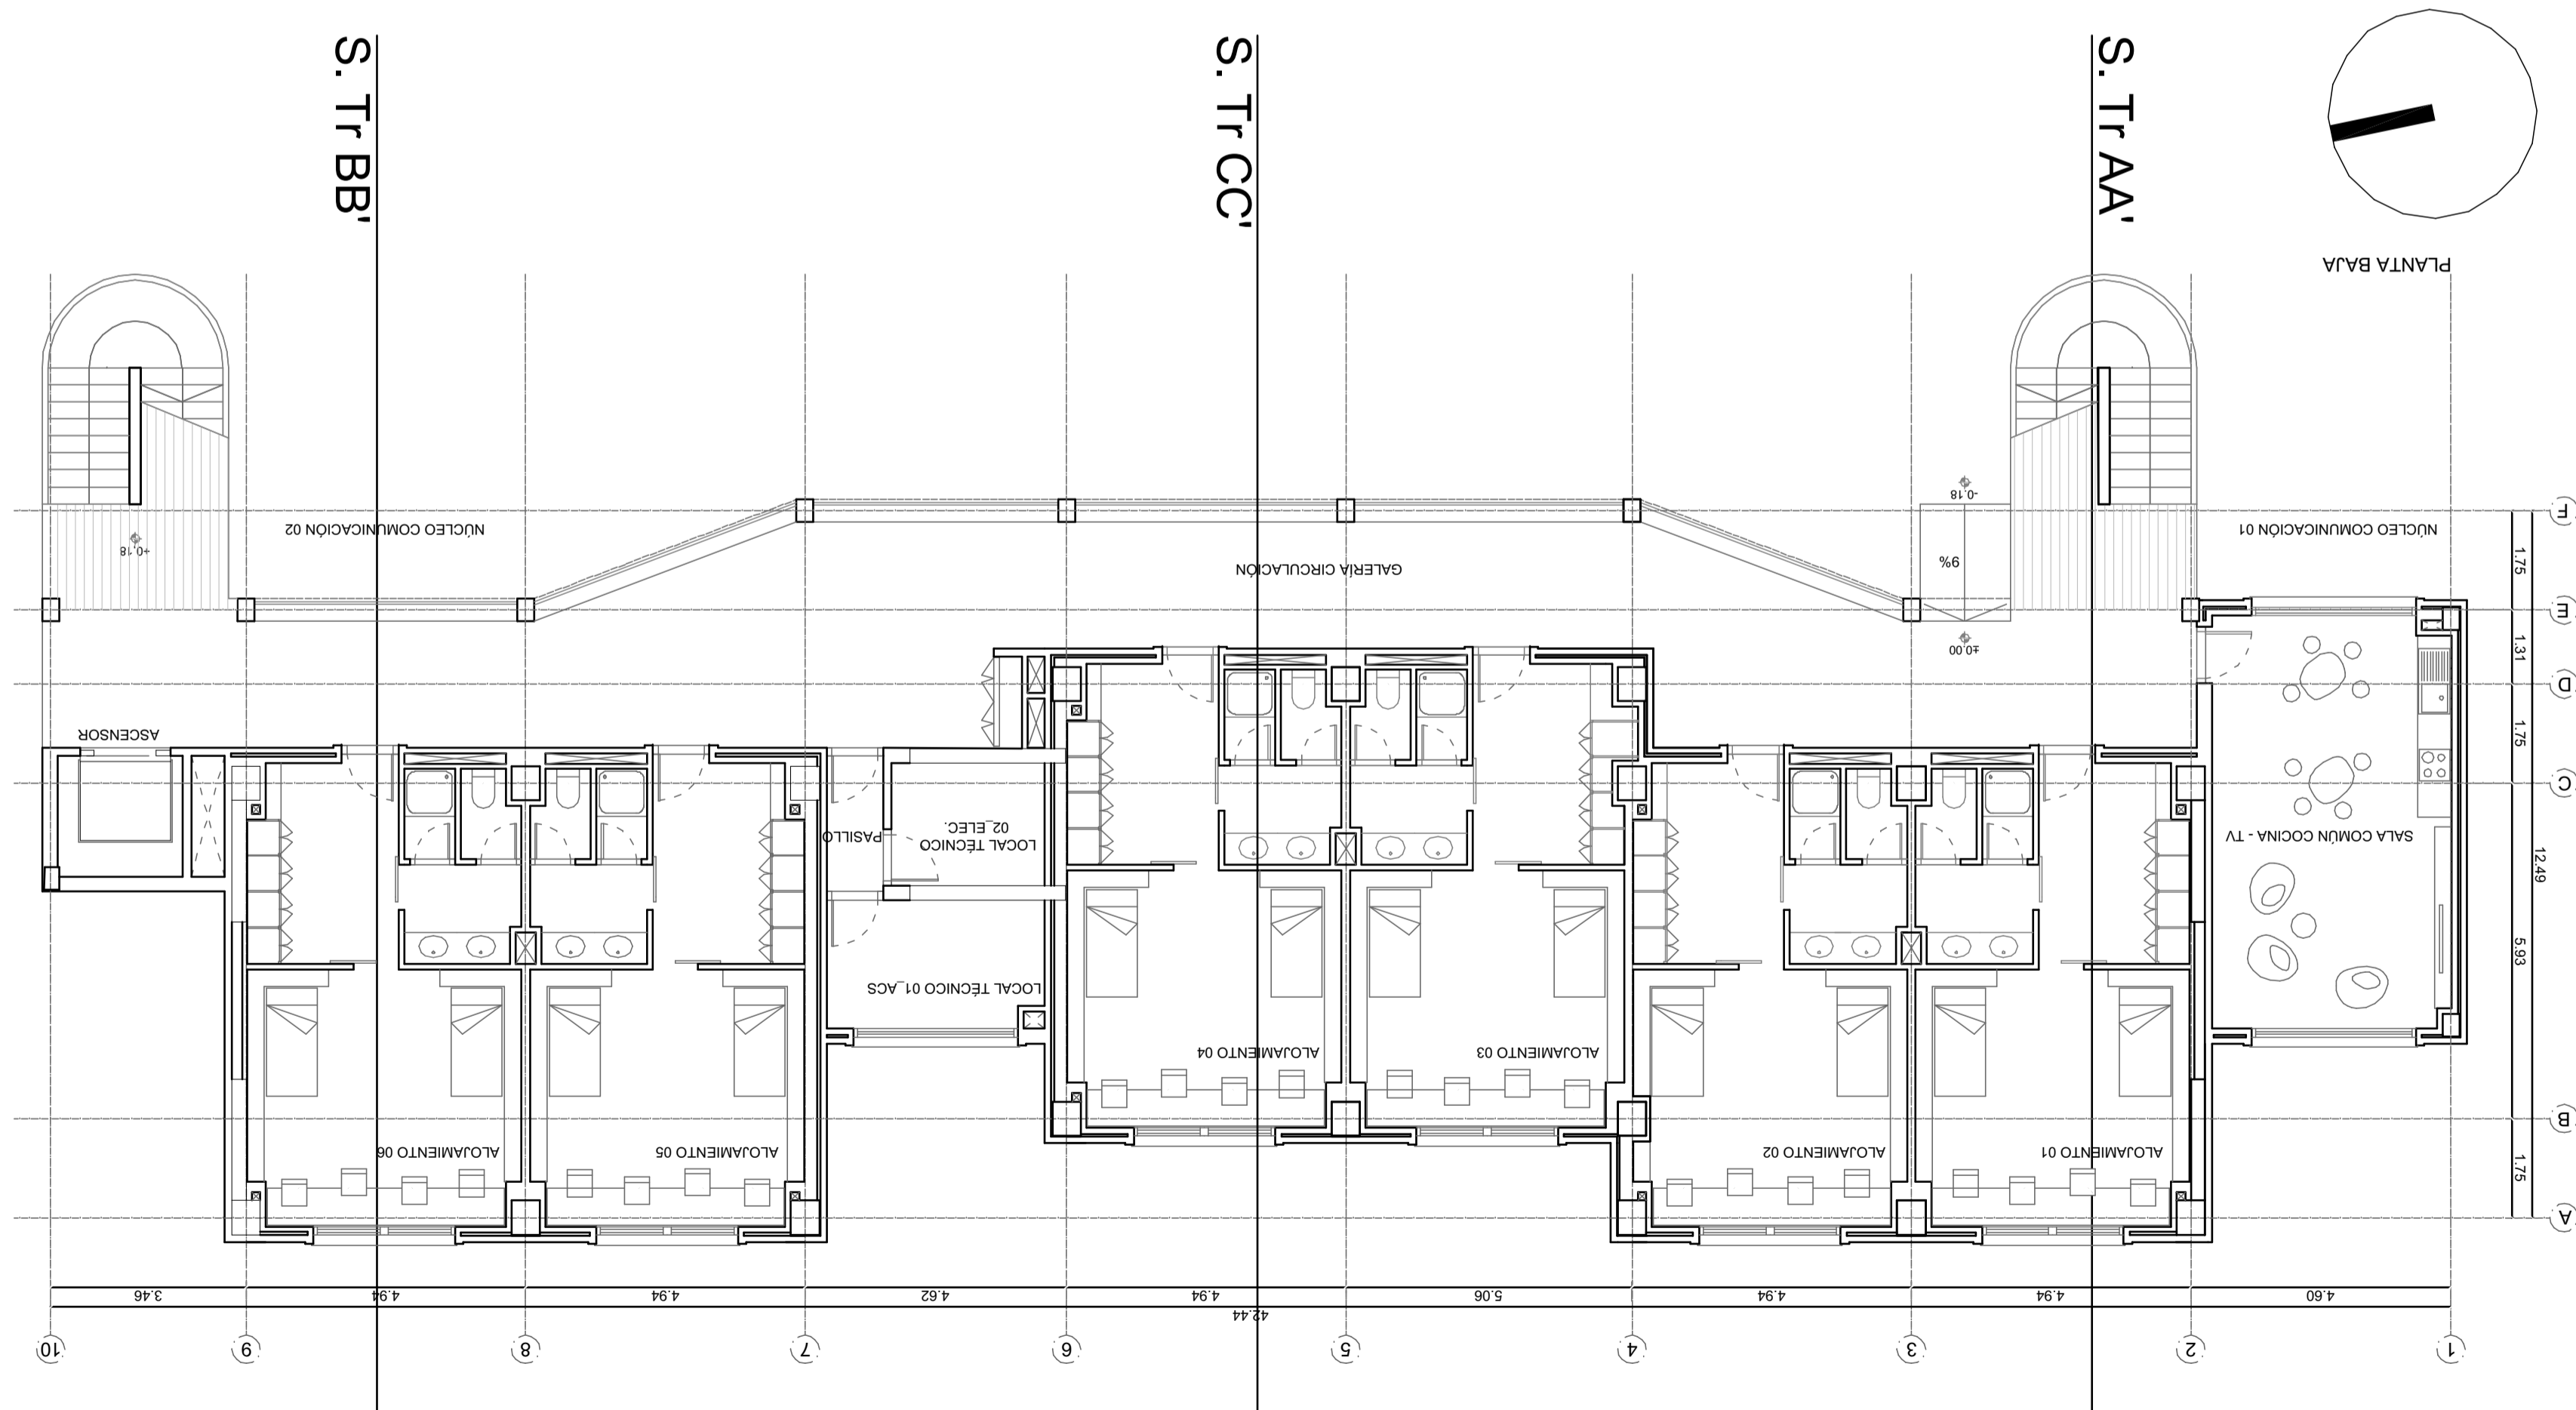 S. Tr BB'
S. Tr CC'
S. Tr AA'
PLANTA BAJA
NÚCLEO COMUNICACIÓN 02
+0,18
GALERÍA CIRCULACIÓN
9%
-0,18
±0.00
NÚCLEO COMUNICACIÓN 01
ASCENSOR
PASILLO
LOCAL TÉCNICO
02_ELEC.
LOCAL TÉCNICO 01_ACS
SALA COMÚN COCINA - TV
ALOJAMIENTO 06
ALOJAMIENTO 05
ALOJAMIENTO 04
ALOJAMIENTO 03
ALOJAMIENTO 02
ALOJAMIENTO 01
F
1.75
E
1.31
D
1.75
C
12.49
5.93
B
1.75
A
3.46
4.94
4.94
4.62
4.94
5.06
4.94
4.94
4.60
42.44
10
9
8
7
6
5
4
3
2
1